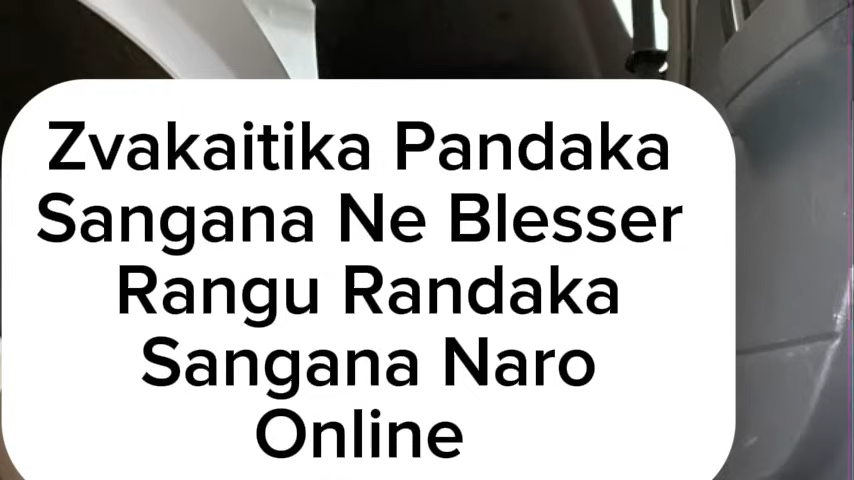 Zvakaitika Pandaka
Sangana Ne Blesser
Rangu Randaka
Sangana Naro
Online